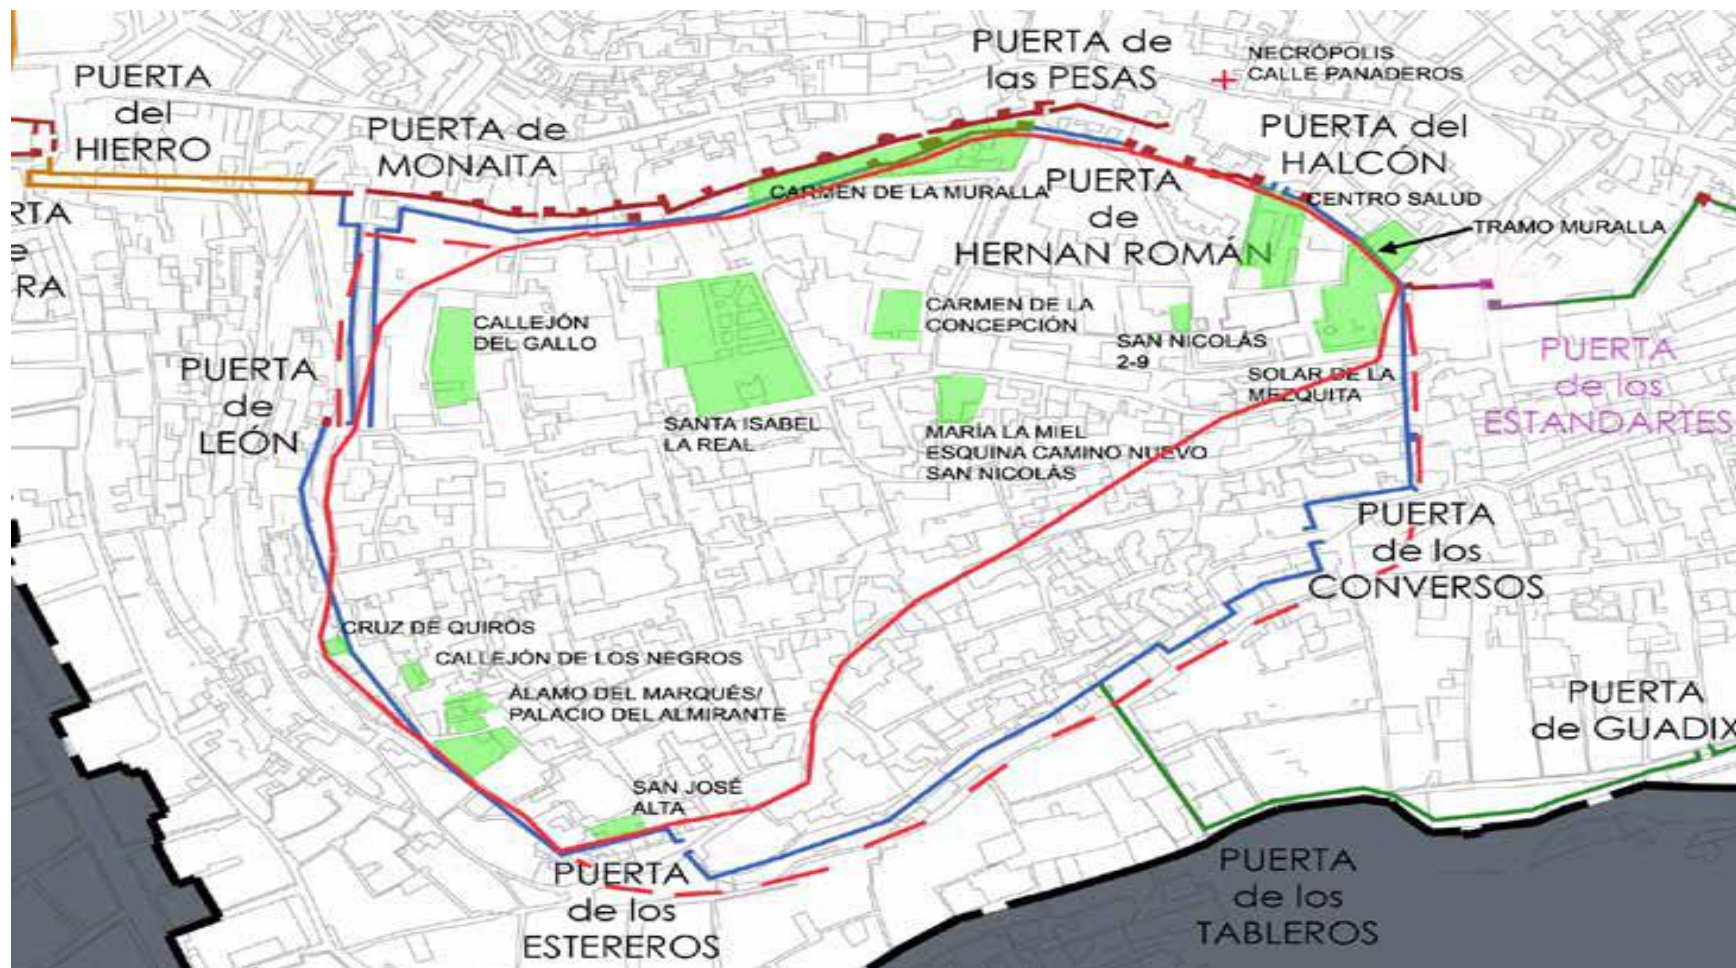 PUERTA
del
HIERRO
PUERTA de
MONAITA
PUERTA de
las PESAS
NECRÓPOLIS
CALLE PANADEROS
PUERTA del
HALCÓN
CENTRO SALUD
TRAMO MURALLA
CARMEN DE LA MURALLA
PUERTA
de
HERNAN ROMÁN
RTA
e
RA
PUERTA
de
LEÓN
CALLEJÓN
DEL GALLO
SANTA ISABEL
LA REAL
CARMEN DE LA
CONCEPCIÓN
SAN NICOLÁS
2-9
SOLAR DE LA
MEZQUITA
MARÍA LA MIEL
ESQUINA CAMINO NUEVO
SAN NICOLÁS
PUERTA
de los
ESTANDARTES
PUERTA
de los
CONVERSOS
CRUZ DE QUIRÓS
CALLEJÓN DE LOS NEGROS
ÁLAMO DEL MARQUÉS/
PALACIO DEL ALMIRANTE
SAN JOSÉ
ALTA
PUERTA
de GUADIX
PUERTA
de los
ESTEREROS
PUERTA
de los
TABLEROS